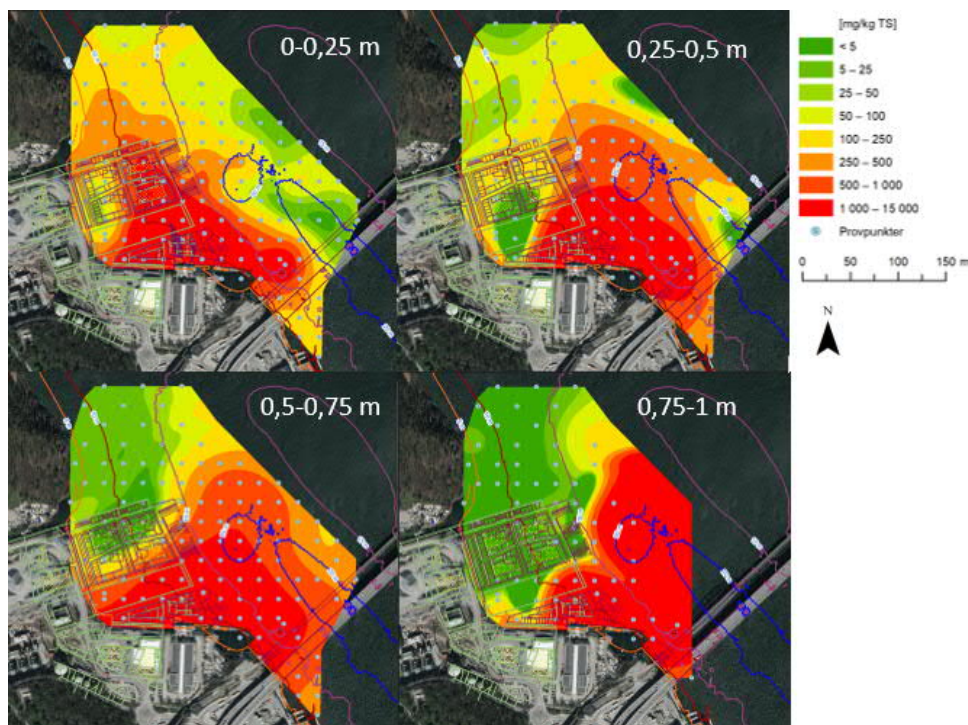 0-0,25 m
0,25-0,5 m
[mg/kg TS]
< 5
5 – 25
25 – 50
50 – 100
100 – 250
250 – 500
500 – 1 000
1 000 – 15 000
Provpunkter
0 50 100 150 m
N
0,5-0,75 m
0,75-1 m